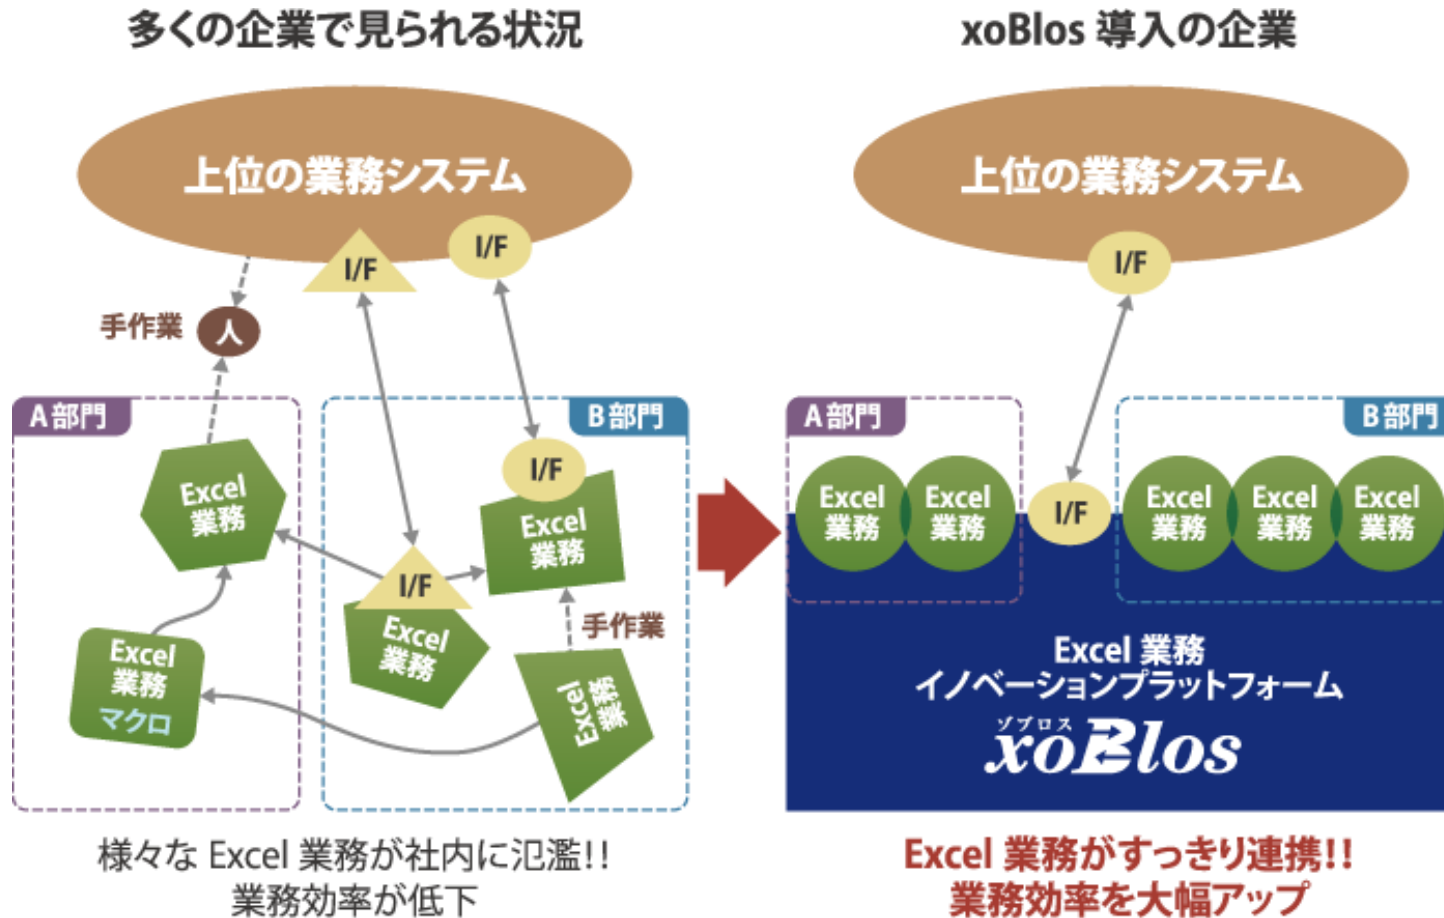 多くの企業で見られる状況
上位の業務システム
I/F
I/F
手作業
人
A部門
B部門
Excel
業務
I/F
Excel
業務
I/F
Excel
業務
手作業
Excel
業務
マクロ
Excel
業務
様々な Excel 業務が社内に氾濫!!
業務効率が低下
xoBlos 導入の企業
上位の業務システム
I/F
A部門
B部門
Excel
業務
Excel
業務
I/F
Excel
業務
Excel
業務
Excel
業務
Excel 業務
イノベーションプラットフォーム
ゾブロス
xoBlos
Excel 業務がすっきり連携!!
業務効率を大幅アップ